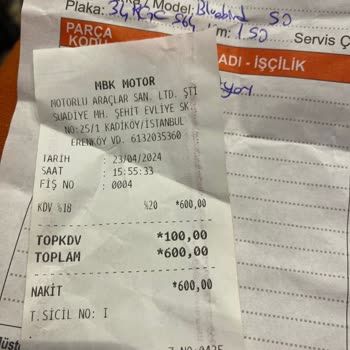 Plaka: 34 Model: Bluebird 50
PARÇA
KODU
m: 150 Servis Ç
ADI - İŞÇİLİK
MBK MOTOR
MOTORLU ARAÇLAR SAN. LTD. ŞTİ
SUADİYE MH. ŞEHİT EVLİYE SK
NO:25/1 KADIKÖY/İSTANBUL
ERENKÖY VD. 6132035360
TARİH : 23/04/2024
SAAT : 15:55:33
FİŞ NO : 0004
KDV %18 %20 *600,00
TOPKDV *100,00
TOPLAM *600,00
NAKİT *600,00
T.SİCİL NO: I